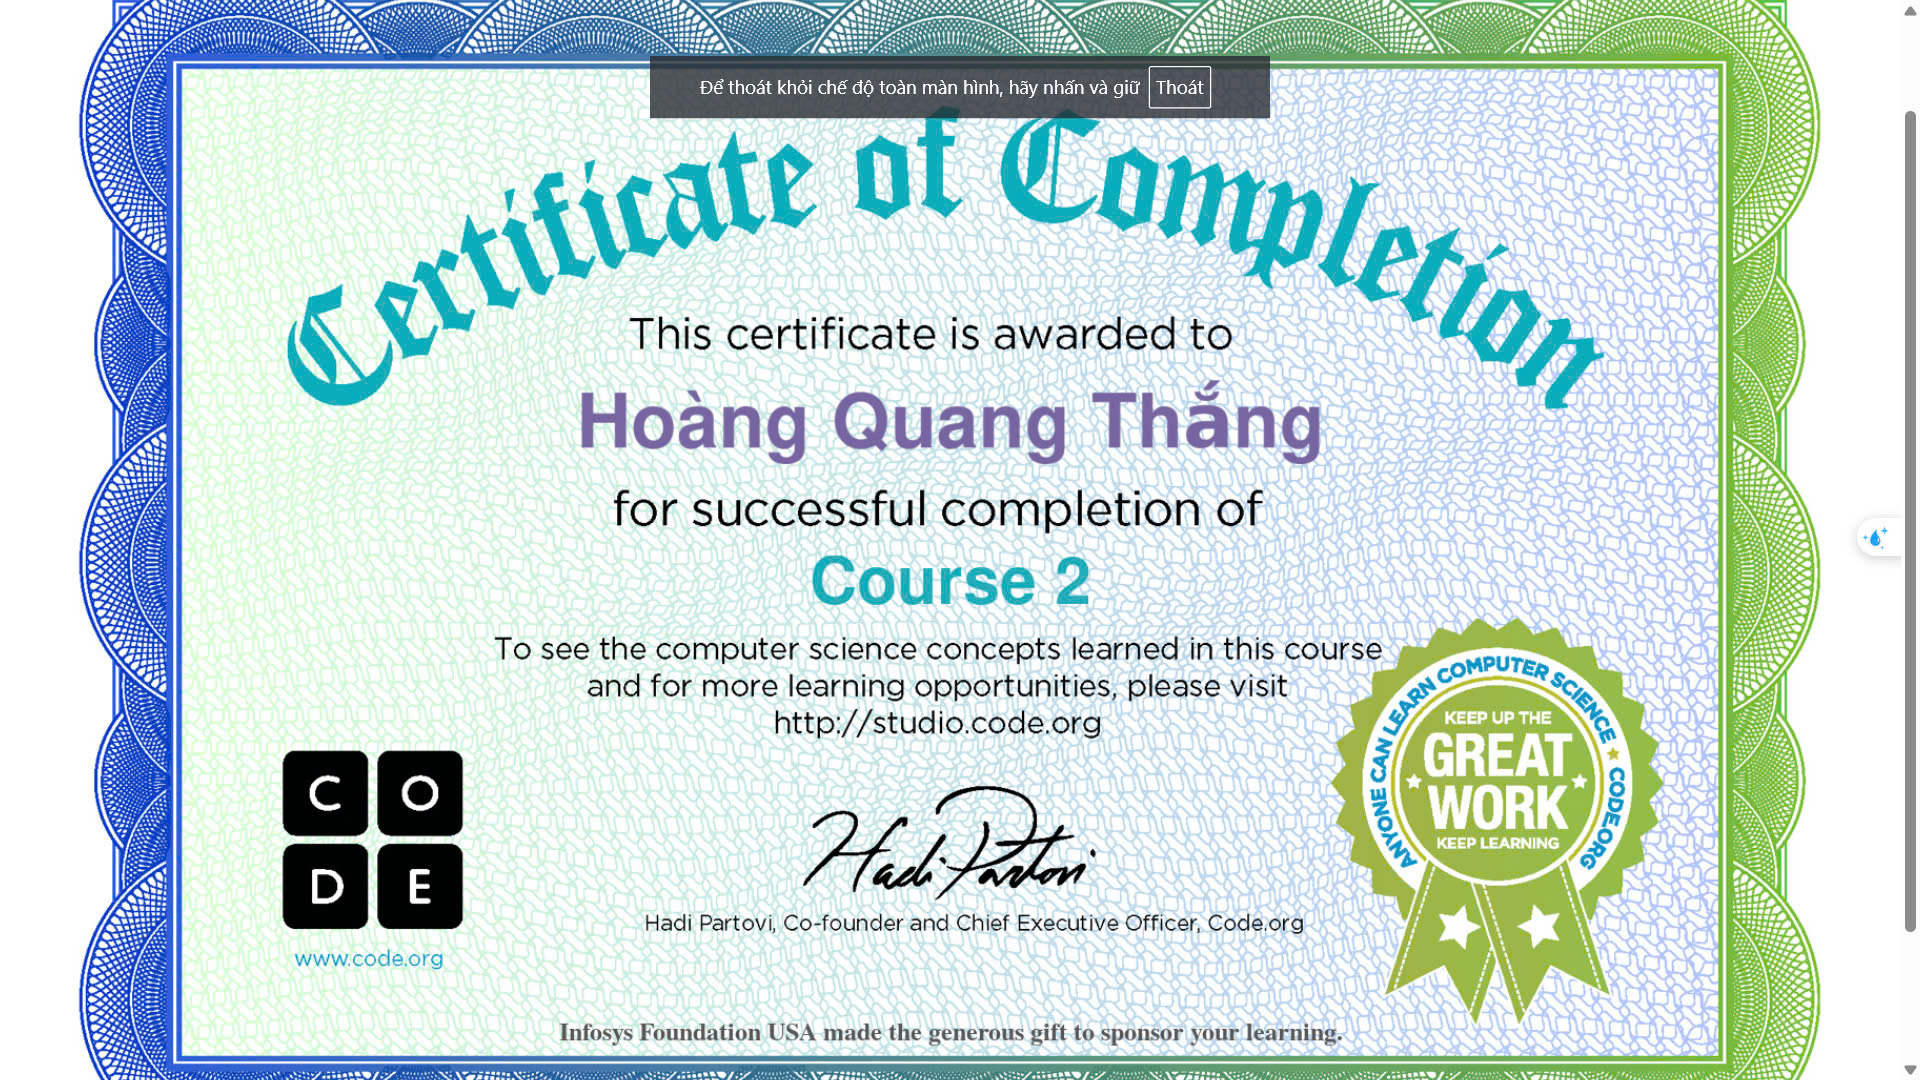 Để thoát khỏi chế độ toàn màn hình, hãy nhấn và giữ Thoát
Certificate of Completion
This certificate is awarded to
Hoàng Quang Thắng
for successful completion of
Course 2
To see the computer science concepts learned in this course
and for more learning opportunities, please visit
http://studio.code.org
C O
D E
www.code.org
Hadi Partovi
Hadi Partovi, Co-founder and Chief Executive Officer, Code.org
ANYONE CAN LEARN COMPUTER SCIENCE ★ CODE.ORG
KEEP UP THE
GREAT
WORK
KEEP LEARNING
Infosys Foundation USA made the generous gift to sponsor your learning.